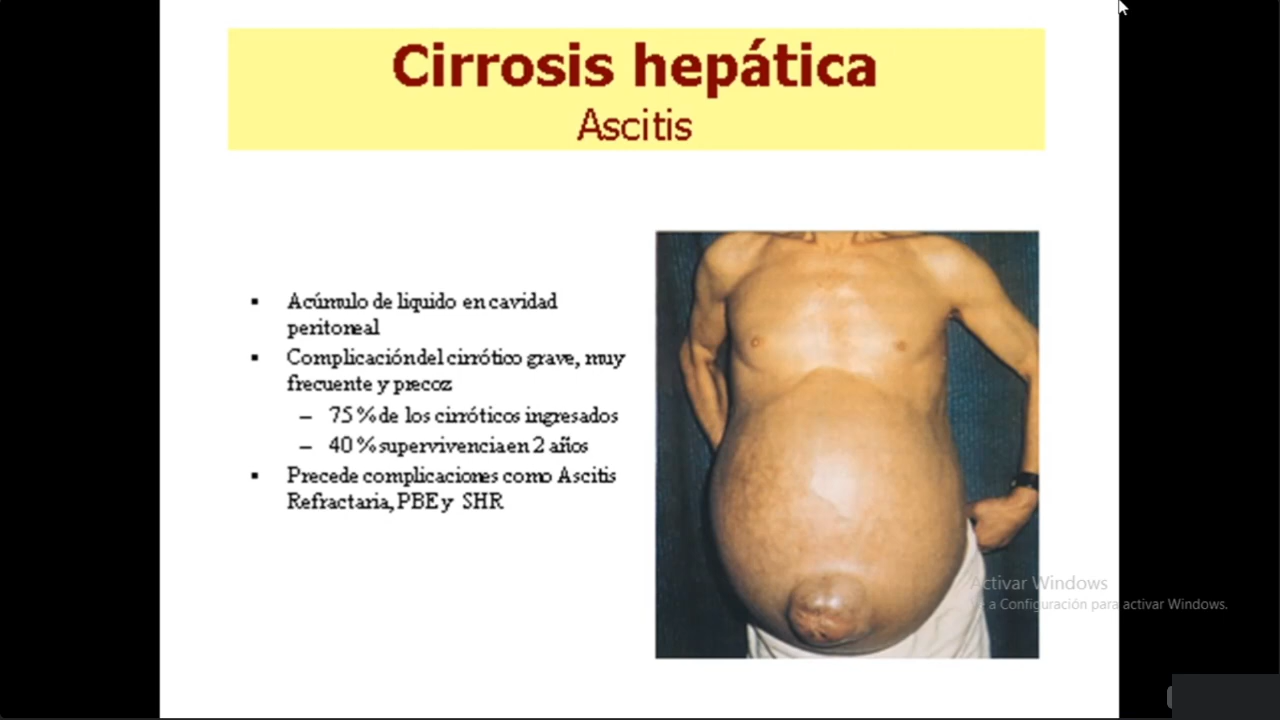 Cirrosis hepática
Ascitis
▪ Acúmulo de liquido en cavidad
peritoneal
▪ Complicación del cirrótico grave, muy
frecuente y precoz
– 75 % de los cirróticos ingresados
– 40 % supervivencia en 2 años
▪ Precede complicaciones como Ascitis
Refractaria, PBE y SHR
Activar Windows
a Configuración para activar Windows.